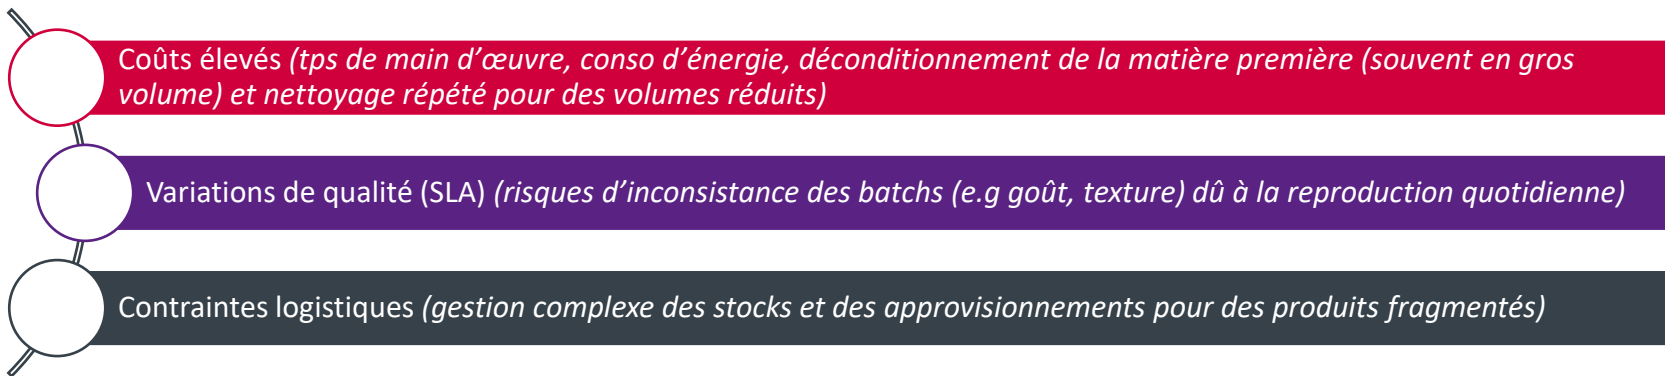 Coûts élevés (tps de main d’œuvre, conso d’énergie, déconditionnement de la matière première (souvent en gros
volume) et nettoyage répété pour des volumes réduits)
Variations de qualité (SLA) (risques d’inconsistance des batchs (e.g goût, texture) dû à la reproduction quotidienne)
Contraintes logistiques (gestion complexe des stocks et des approvisionnements pour des produits fragmentés)